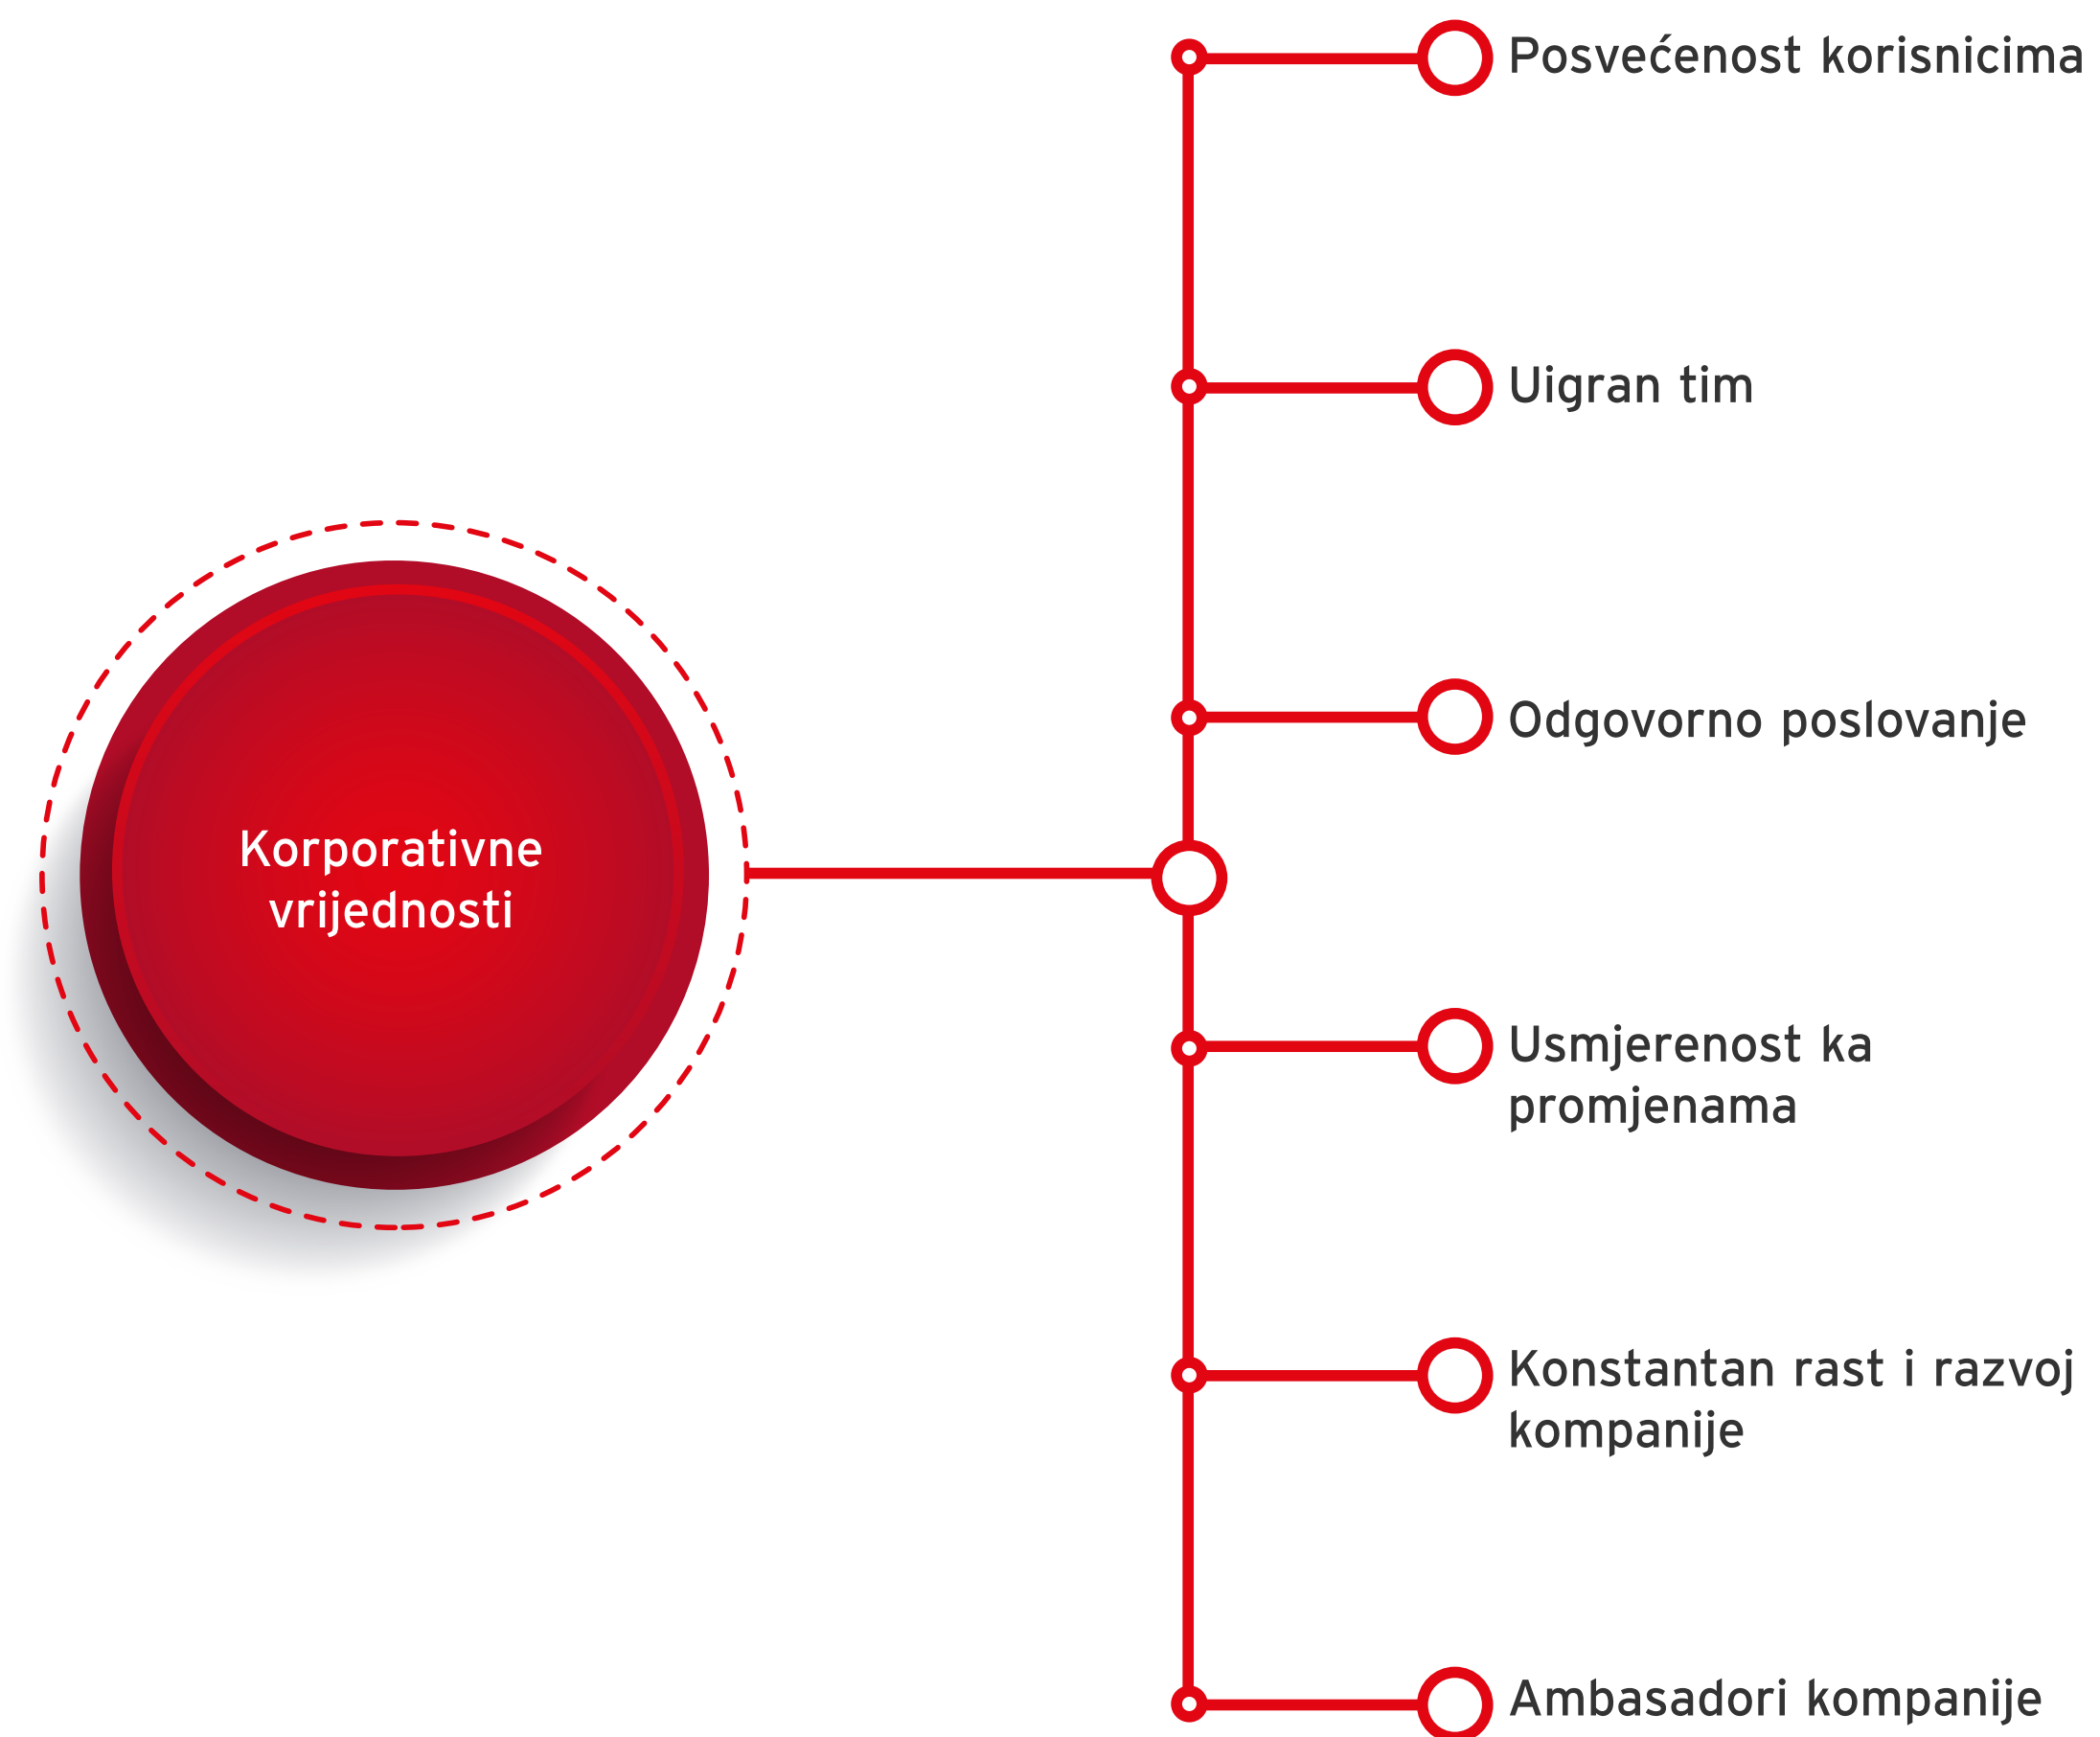 Posvećenost korisnicima
Uigran tim
Odgovorno poslovanje
Korporativne
vrijednosti
Usmjerenost ka
promjenama
Konstantan rast i razvoj
kompanije
Ambasadori kompanije